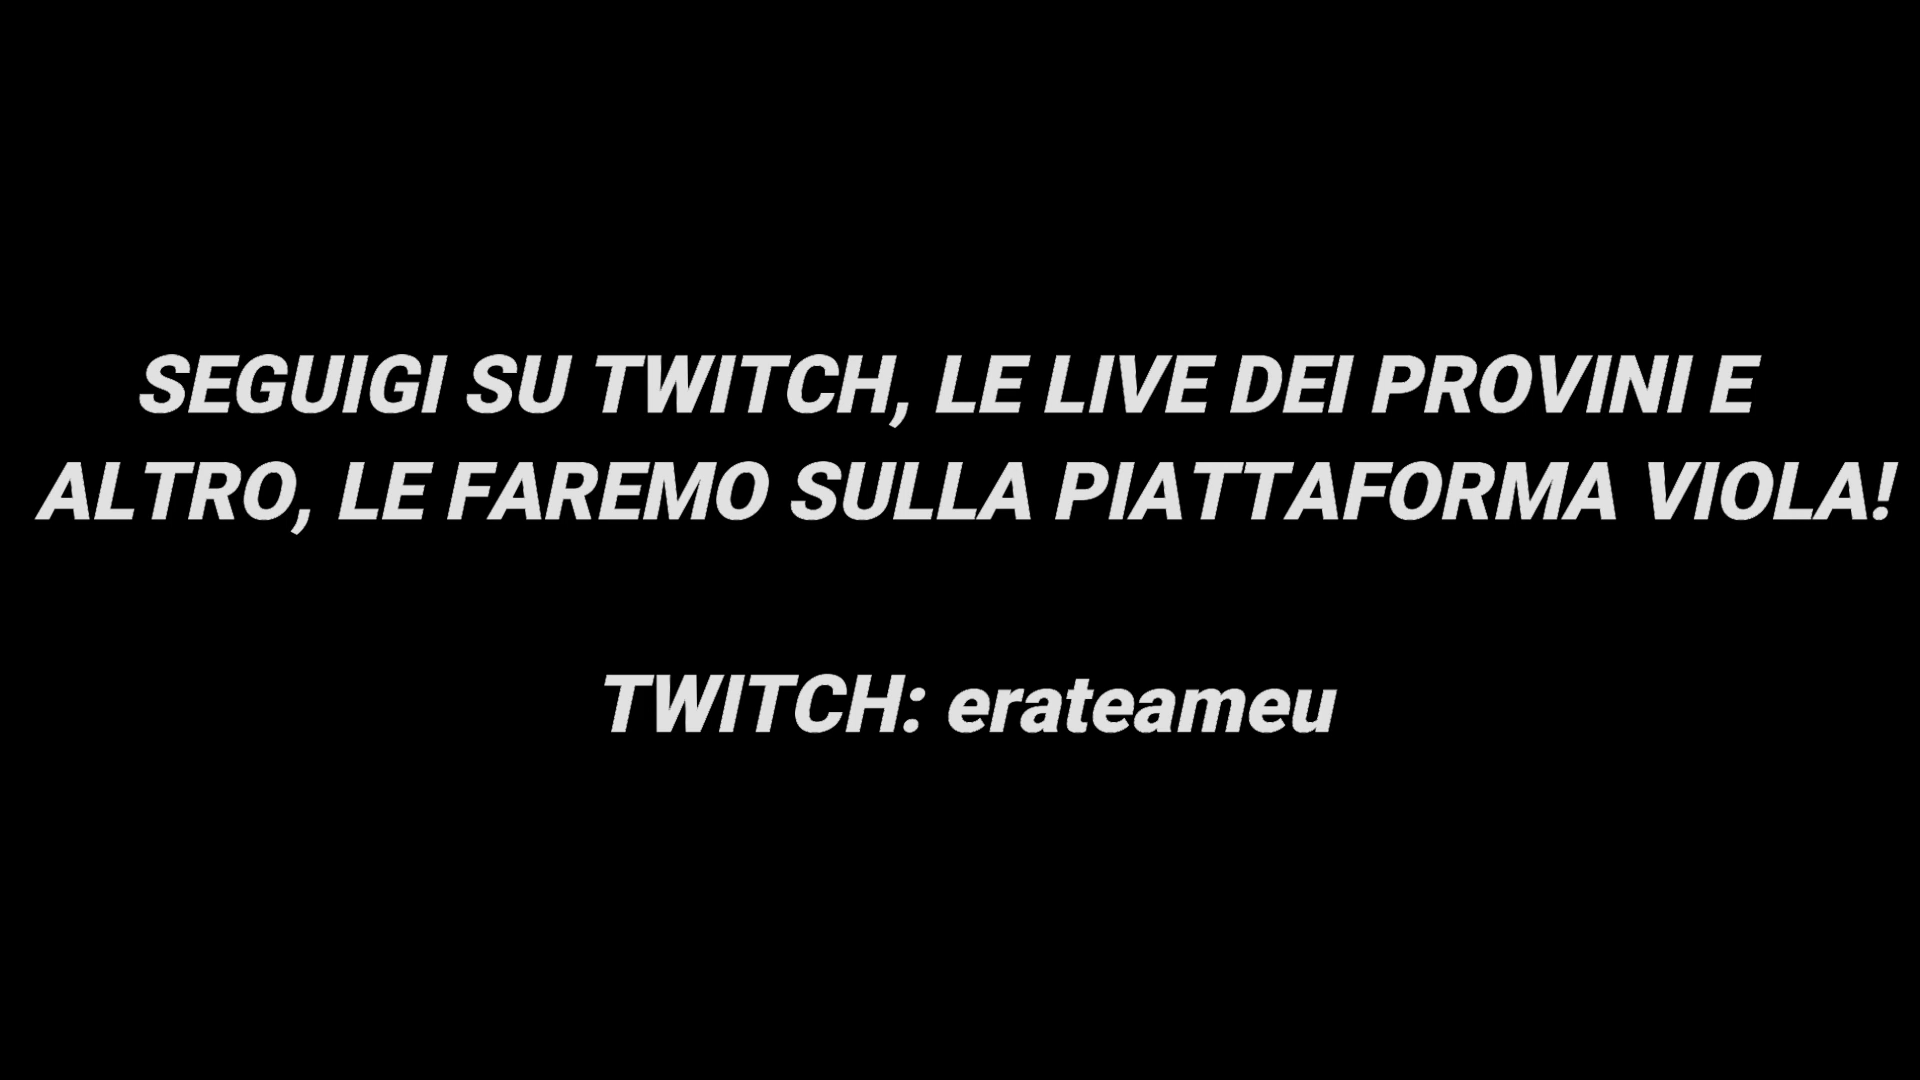 SEGUIGI SU TWITCH, LE LIVE DEI PROVINI E
ALTRO, LE FAREMO SULLA PIATTAFORMA VIOLA!
TWITCH: erateameu